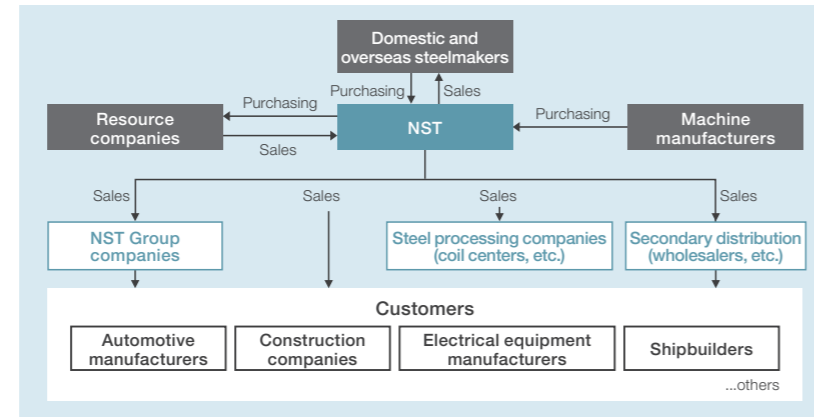 Domestic and
overseas steelmakers
Purchasing
Sales
Resource
companies
Purchasing
Sales
NST
Purchasing
Machine
manufacturers
Sales
Sales
Sales
Sales
NST Group
companies
Steel processing companies
(coil centers, etc.)
Secondary distribution
(wholesalers, etc.)
Customers
Automotive
manufacturers
Construction
companies
Electrical equipment
manufacturers
Shipbuilders
...others